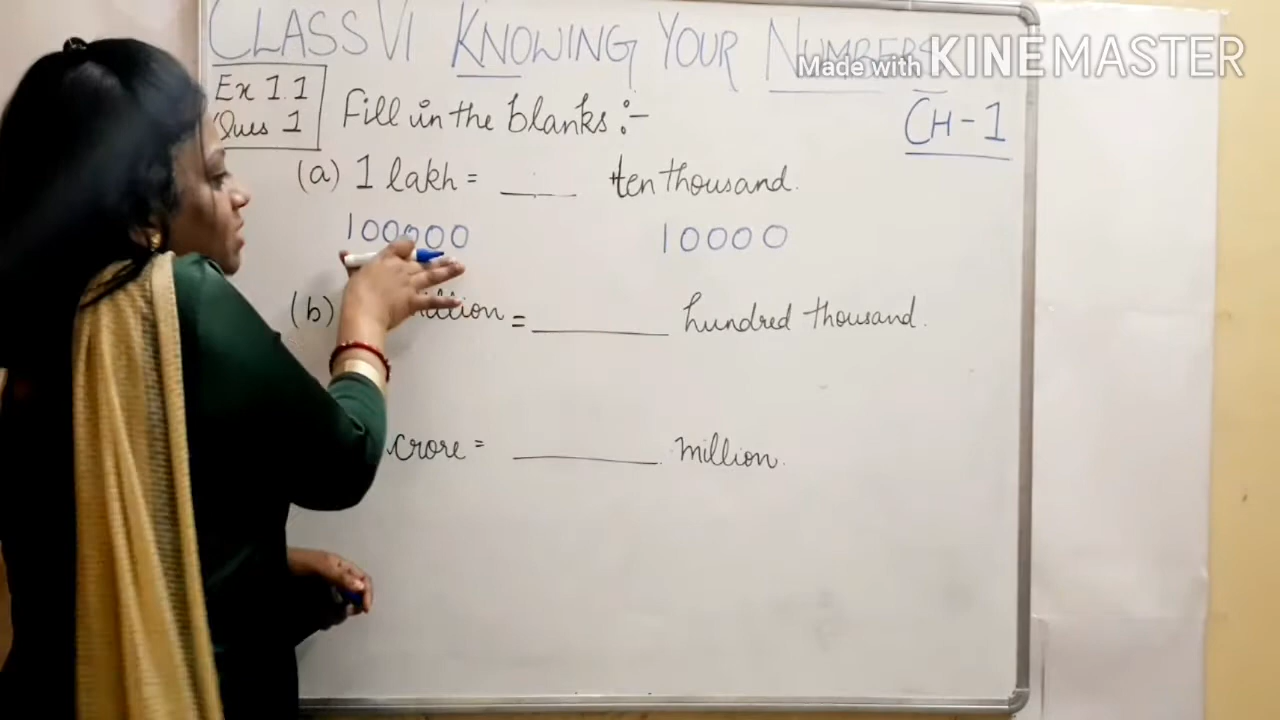 CLASS VI KNOWING YOUR NUMBERS
Made with KINEMASTER
Ex 1.1
Ques 1
Fill in the blanks :-
CH-1
(a) 1 lakh = ____ ten thousand.
100000 10000
(b) = ________ hundred thousand.
crore = ________ million.